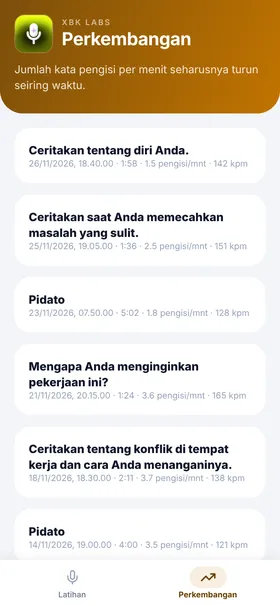 XBK LABS
Perkembangan
Jumlah kata pengisi per menit seharusnya turun
seiring waktu.
Ceritakan tentang diri Anda.
26/11/2026, 18.40.00 · 1:58 · 1.5 pengisi/mnt · 142 kpm
Ceritakan saat Anda memecahkan
masalah yang sulit.
25/11/2026, 19.05.00 · 1:36 · 2.5 pengisi/mnt · 151 kpm
Pidato
23/11/2026, 07.50.00 · 5:02 · 1.8 pengisi/mnt · 128 kpm
Mengapa Anda menginginkan
pekerjaan ini?
21/11/2026, 20.15.00 · 1:24 · 3.6 pengisi/mnt · 165 kpm
Ceritakan tentang konflik di tempat
kerja dan cara Anda menanganinya.
18/11/2026, 18.30.00 · 2:11 · 3.7 pengisi/mnt · 138 kpm
Pidato
14/11/2026, 19.00.00 · 4:00 · 3.5 pengisi/mnt · 121 kpm
Latihan
Perkembangan